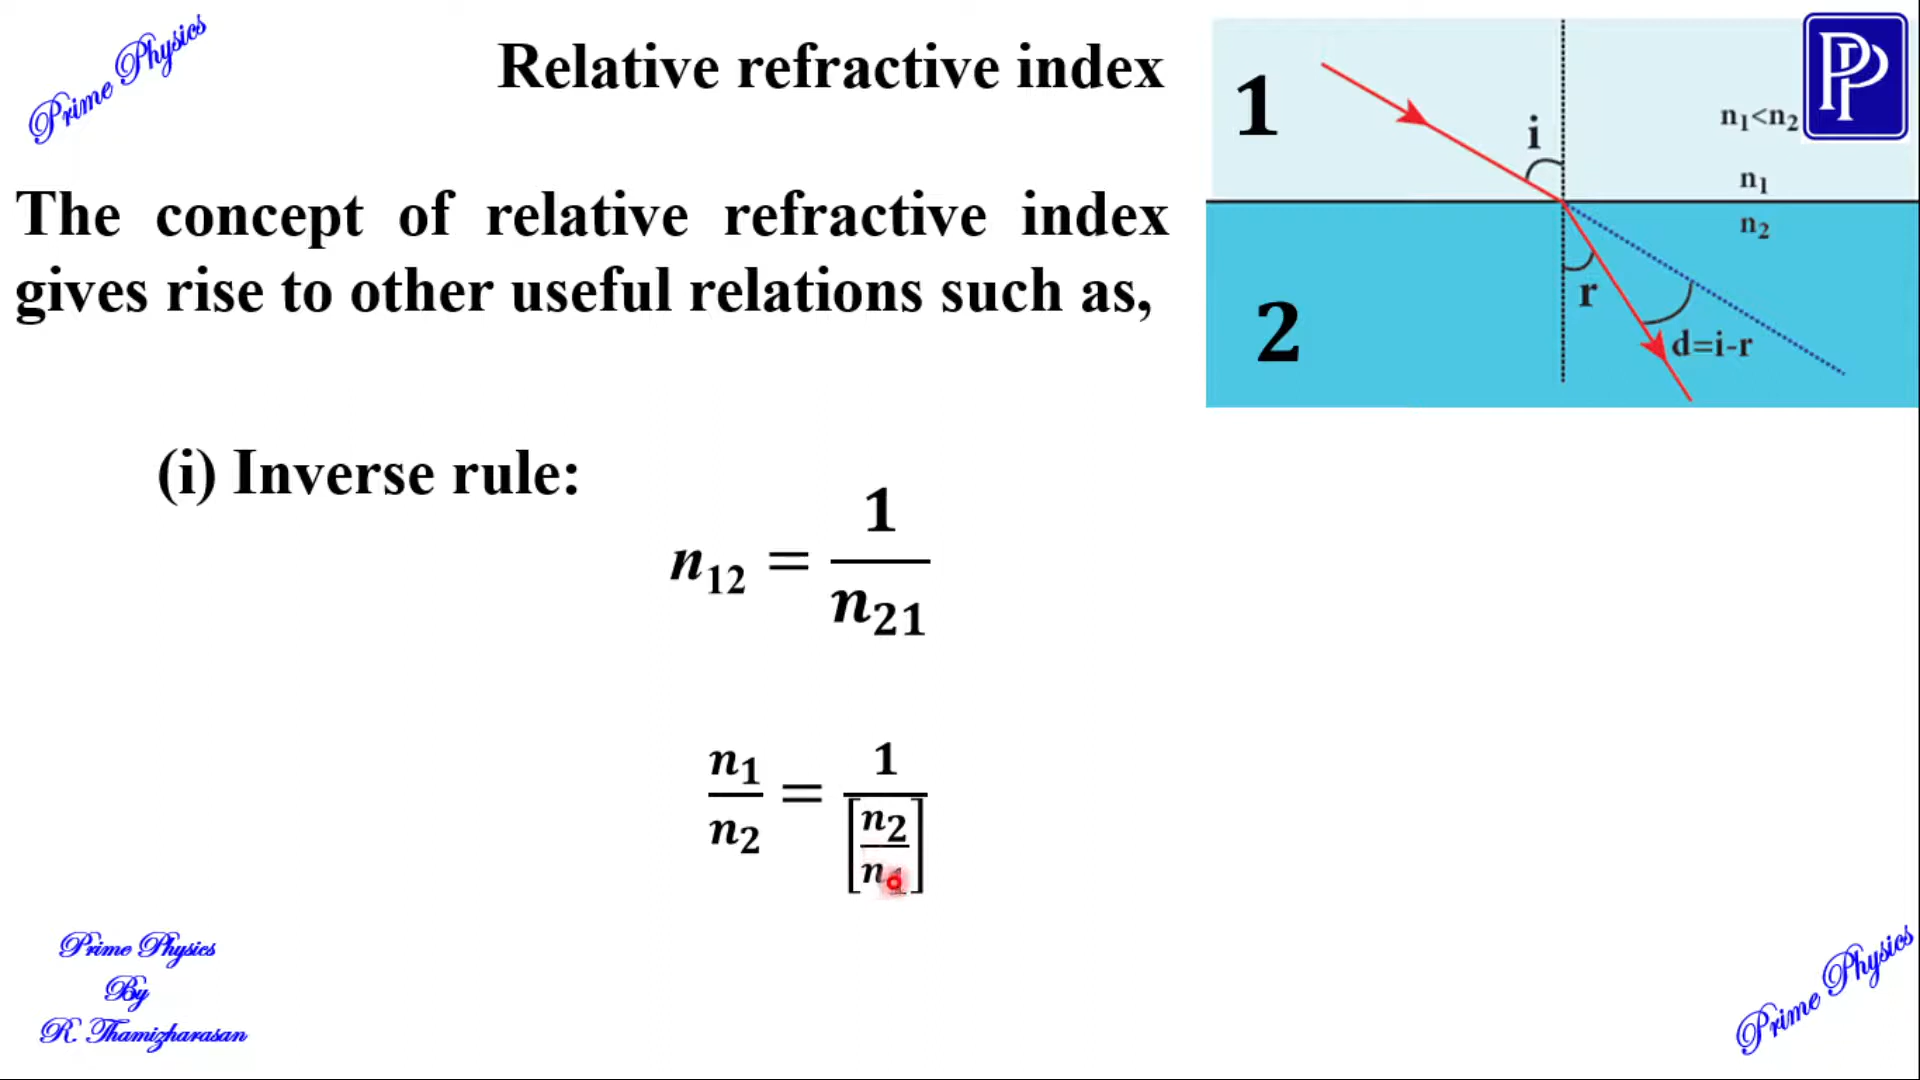 Prime Physics
Relative refractive index
The concept of relative refractive index
gives rise to other useful relations such as,
1
i
n₁<n₂
n₁
n₂
r
2
d=i-r
PP
(i) Inverse rule:
n₁₂ = 1/n₂₁
n₁/n₂ = 1/[n₂/n₁]
Prime Physics
By
R. Thamizharasan
Prime Physics